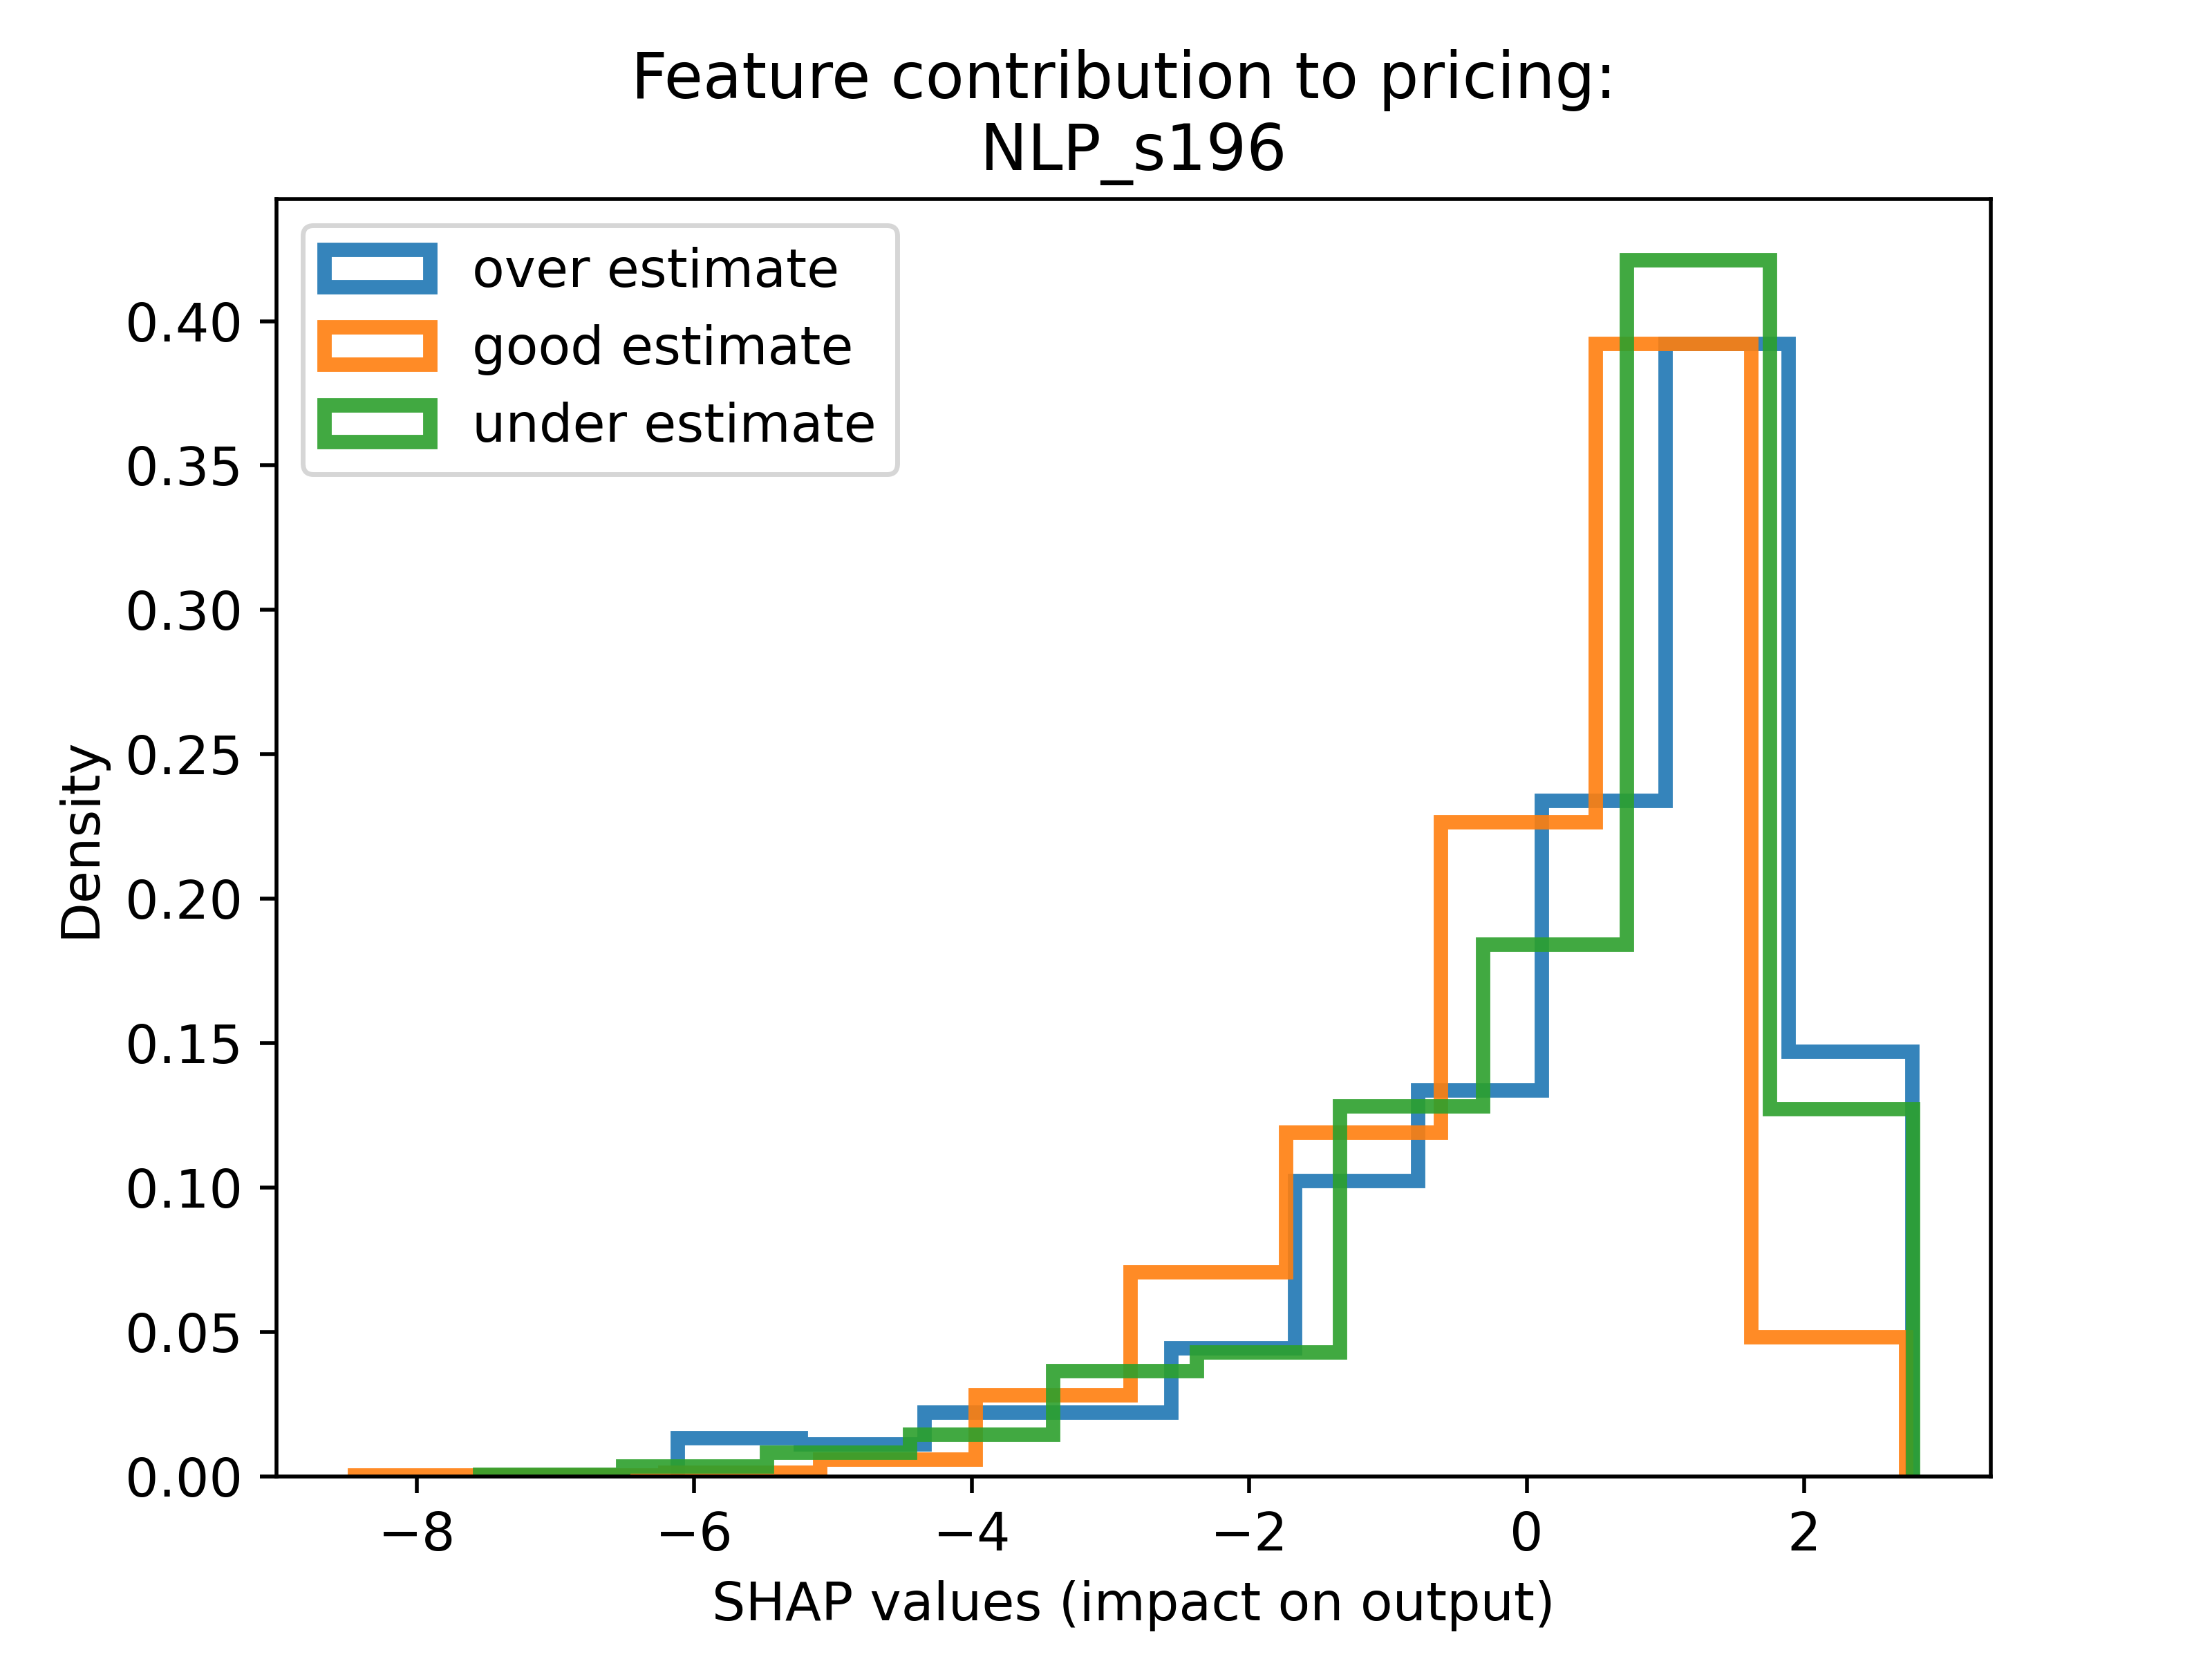 Feature contribution to pricing:
NLP_s196
over estimate
good estimate
under estimate
0.40
0.35
0.30
0.25
0.20
0.15
0.10
0.05
0.00
Density
−8 −6 −4 −2 0 2
SHAP values (impact on output)